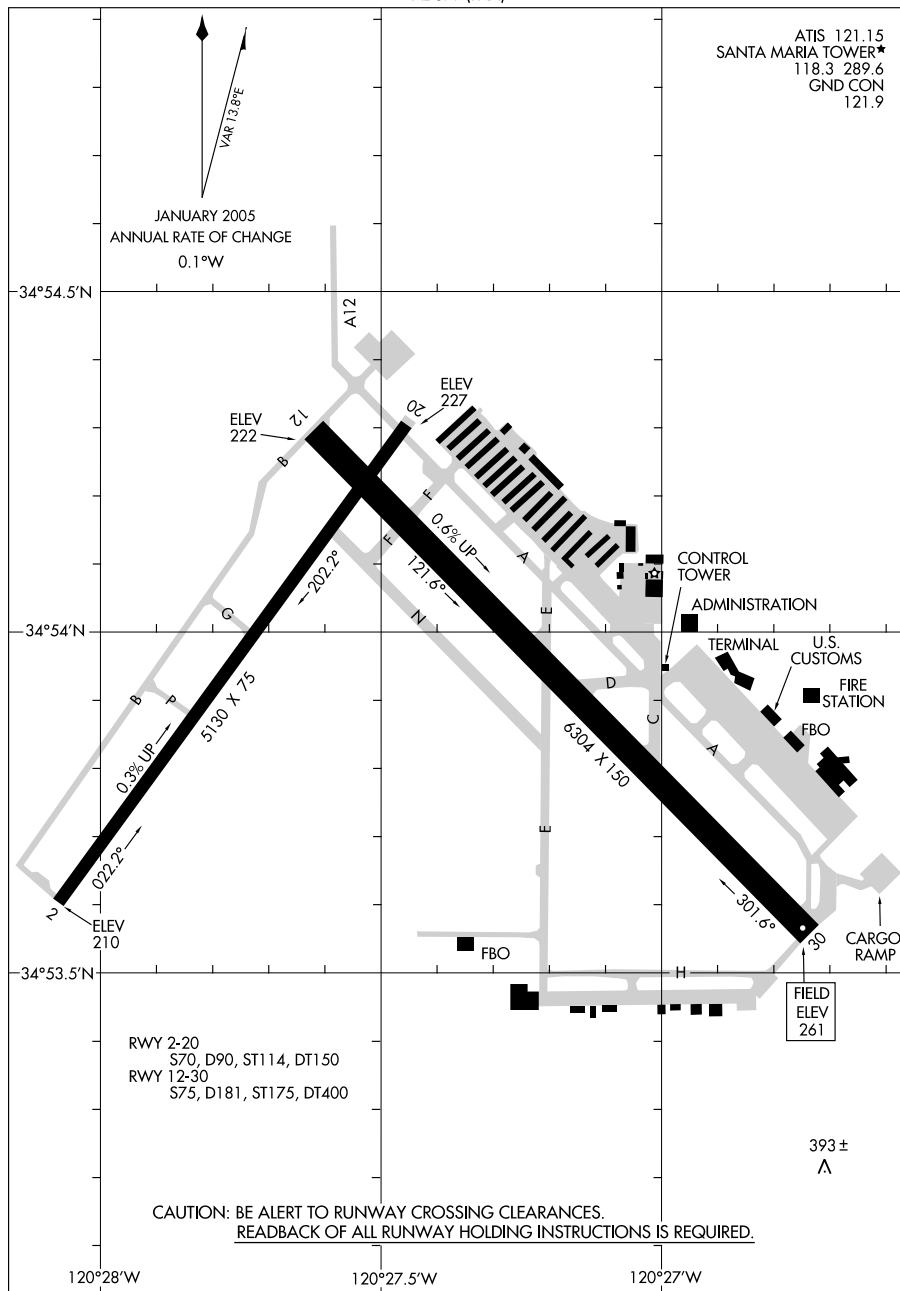 ATIS 121.15
SANTA MARIA TOWER★
118.3 289.6
GND CON
121.9
VAR 13.8°E
JANUARY 2005
ANNUAL RATE OF CHANGE
0.1°W
34°54.5'N
A12
ELEV
227
20
ELEV
222
12
B
F
F
0.6% UP
A
121.6°
202.2°
CONTROL
TOWER
ADMINISTRATION
34°54'N
G
N
E
TERMINAL
U.S.
CUSTOMS
FIRE
STATION
FBO
D
C
A
B
P
5130 X 75
6304 X 150
0.3% UP
E
022.2°
2
ELEV
210
301.6°
30
CARGO
RAMP
FBO
34°53.5'N
H
FIELD
ELEV
261
RWY 2-20
S70, D90, ST114, DT150
RWY 12-30
S75, D181, ST175, DT400
393 ±
CAUTION: BE ALERT TO RUNWAY CROSSING CLEARANCES.
READBACK OF ALL RUNWAY HOLDING INSTRUCTIONS IS REQUIRED.
120°28'W
120°27.5'W
120°27'W